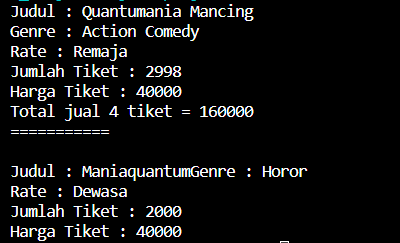 Judul : Quantumania Mancing
Genre : Action Comedy
Rate : Remaja
Jumlah Tiket : 2998
Harga Tiket : 40000
Total jual 4 tiket = 160000
===========
Judul : ManiaquantumGenre : Horor
Rate : Dewasa
Jumlah Tiket : 2000
Harga Tiket : 40000